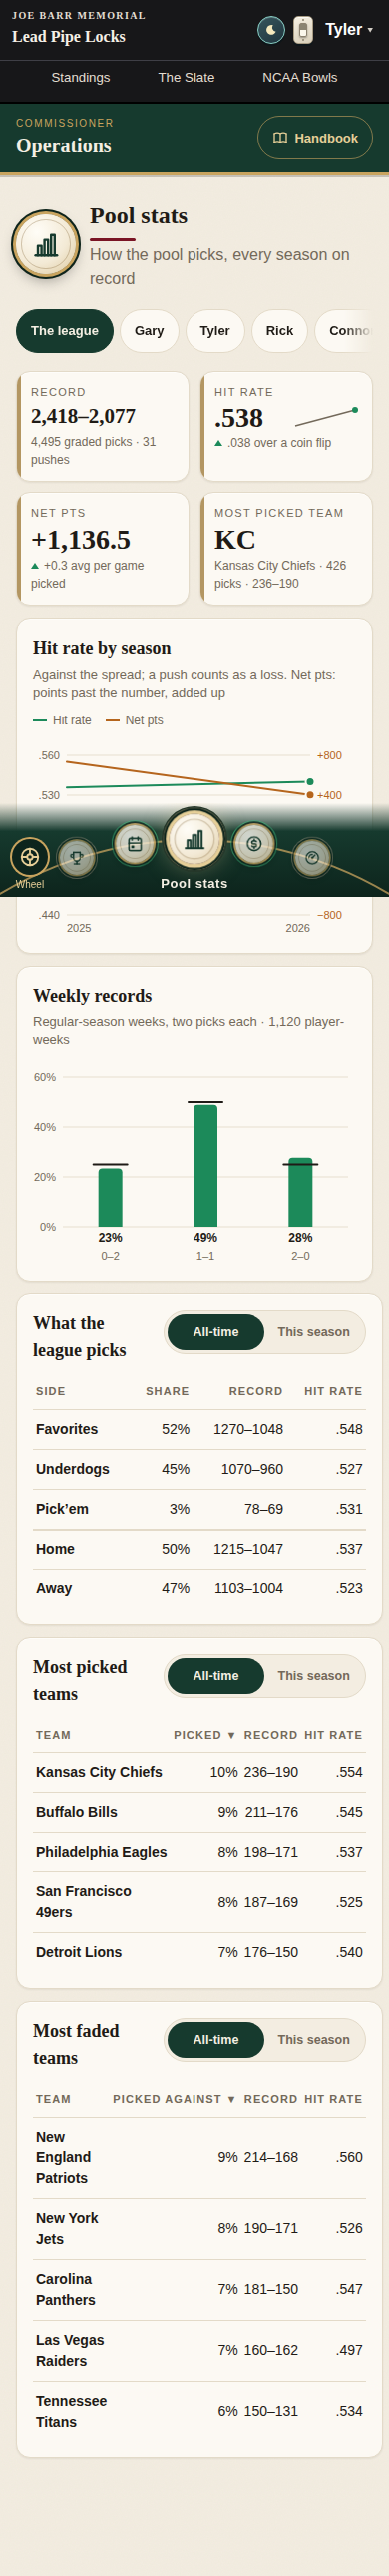 JOE BARR MEMORIAL
Lead Pipe Locks
Tyler ▾
Standings The Slate NCAA Bowls
COMMISSIONER
Operations
Handbook
Pool stats
How the pool picks, every season on
record
The league Gary Tyler Rick
RECORD
2,418–2,077
4,495 graded picks · 31
pushes
HIT RATE
.538
▲ .038 over a coin flip
NET PTS
+1,136.5
▲ +0.3 avg per game
picked
MOST PICKED TEAM
KC
Kansas City Chiefs · 426
picks · 236–190
Hit rate by season
Against the spread; a push counts as a loss. Net pts:
points past the number, added up
Hit rate Net pts
.560 +800
.530 +400
Wheel
Pool stats
.440 −800
2025 2026
Weekly records
Regular-season weeks, two picks each · 1,120 player-
weeks
60%
40%
20%
0%
23% 49% 28%
0–2 1–1 2–0
What the
league picks
All-time This season
SIDE SHARE RECORD HIT RATE
Favorites 52% 1270–1048 .548
Underdogs 45% 1070–960 .527
Pick’em 3% 78–69 .531
Home 50% 1215–1047 .537
Away 47% 1103–1004 .523
Most picked
teams
All-time This season
TEAM PICKED ▼ RECORD HIT RATE
Kansas City Chiefs 10% 236–190 .554
Buffalo Bills 9% 211–176 .545
Philadelphia Eagles 8% 198–171 .537
San Francisco
49ers 8% 187–169 .525
Detroit Lions 7% 176–150 .540
Most faded
teams
All-time This season
TEAM PICKED AGAINST ▼ RECORD HIT RATE
New
England
Patriots 9% 214–168 .560
New York
Jets 8% 190–171 .526
Carolina
Panthers 7% 181–150 .547
Las Vegas
Raiders 7% 160–162 .497
Tennessee
Titans 6% 150–131 .534